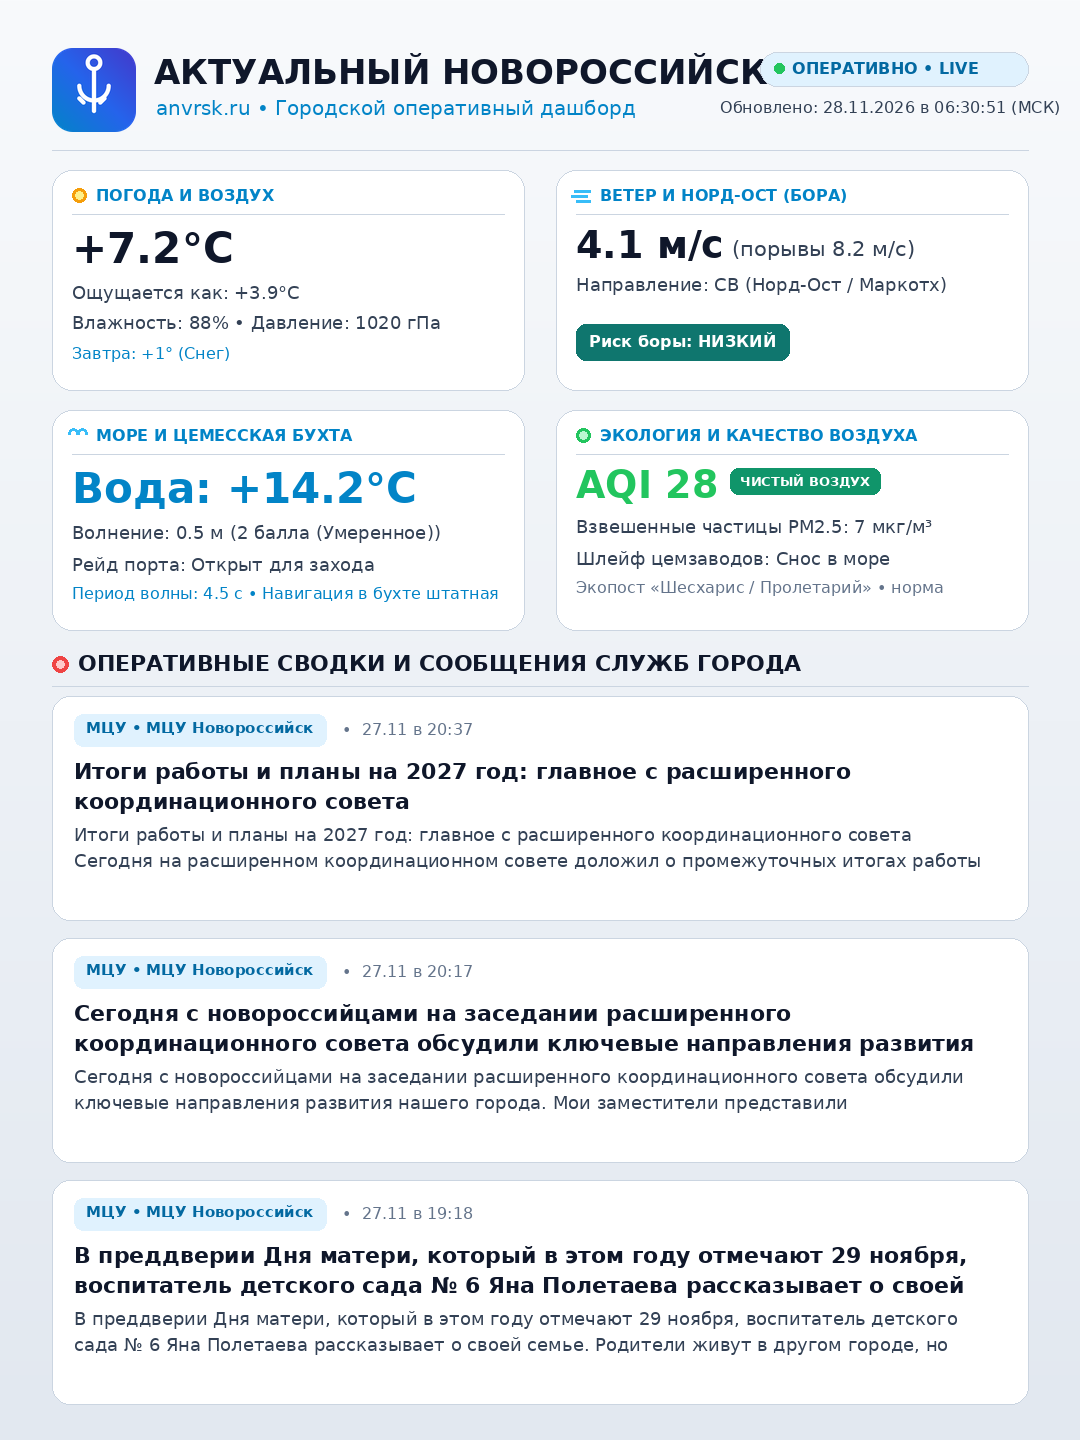 АКТУАЛЬНЫЙ НОВОРОССИЙСК
ОПЕРАТИВНО • LIVE
anvrsk.ru • Городской оперативный дашборд
Обновлено: 28.11.2026 в 06:30:51 (МСК)
ПОГОДА И ВОЗДУХ
+7.2°C
Ощущается как: +3.9°C
Влажность: 88% • Давление: 1020 гПа
Завтра: +1° (Снег)
ВЕТЕР И НОРД-ОСТ (БОРА)
4.1 м/с (порывы 8.2 м/с)
Направление: СВ (Норд-Ост / Маркотх)
Риск боры: НИЗКИЙ
МОРЕ И ЦЕМЕССКАЯ БУХТА
Вода: +14.2°C
Волнение: 0.5 м (2 балла (Умеренное))
Рейд порта: Открыт для захода
Период волны: 4.5 с • Навигация в бухте штатная
ЭКОЛОГИЯ И КАЧЕСТВО ВОЗДУХА
AQI 28 ЧИСТЫЙ ВОЗДУХ
Взвешенные частицы PM2.5: 7 мкг/м³
Шлейф цемзаводов: Снос в море
Экопост «Шесхарис / Пролетарий» • норма
ОПЕРАТИВНЫЕ СВОДКИ И СООБЩЕНИЯ СЛУЖБ ГОРОДА
МЦУ • МЦУ Новороссийск • 27.11 в 20:37
Итоги работы и планы на 2027 год: главное с расширенного
координационного совета
Итоги работы и планы на 2027 год: главное с расширенного координационного совета
Сегодня на расширенном координационном совете доложил о промежуточных итогах работы
МЦУ • МЦУ Новороссийск • 27.11 в 20:17
Сегодня с новороссийцами на заседании расширенного
координационного совета обсудили ключевые направления развития
Сегодня с новороссийцами на заседании расширенного координационного совета обсудили
ключевые направления развития нашего города. Мои заместители представили
МЦУ • МЦУ Новороссийск • 27.11 в 19:18
В преддверии Дня матери, который в этом году отмечают 29 ноября,
воспитатель детского сада № 6 Яна Полетаева рассказывает о своей
В преддверии Дня матери, который в этом году отмечают 29 ноября, воспитатель детского
сада № 6 Яна Полетаева рассказывает о своей семье. Родители живут в другом городе, но